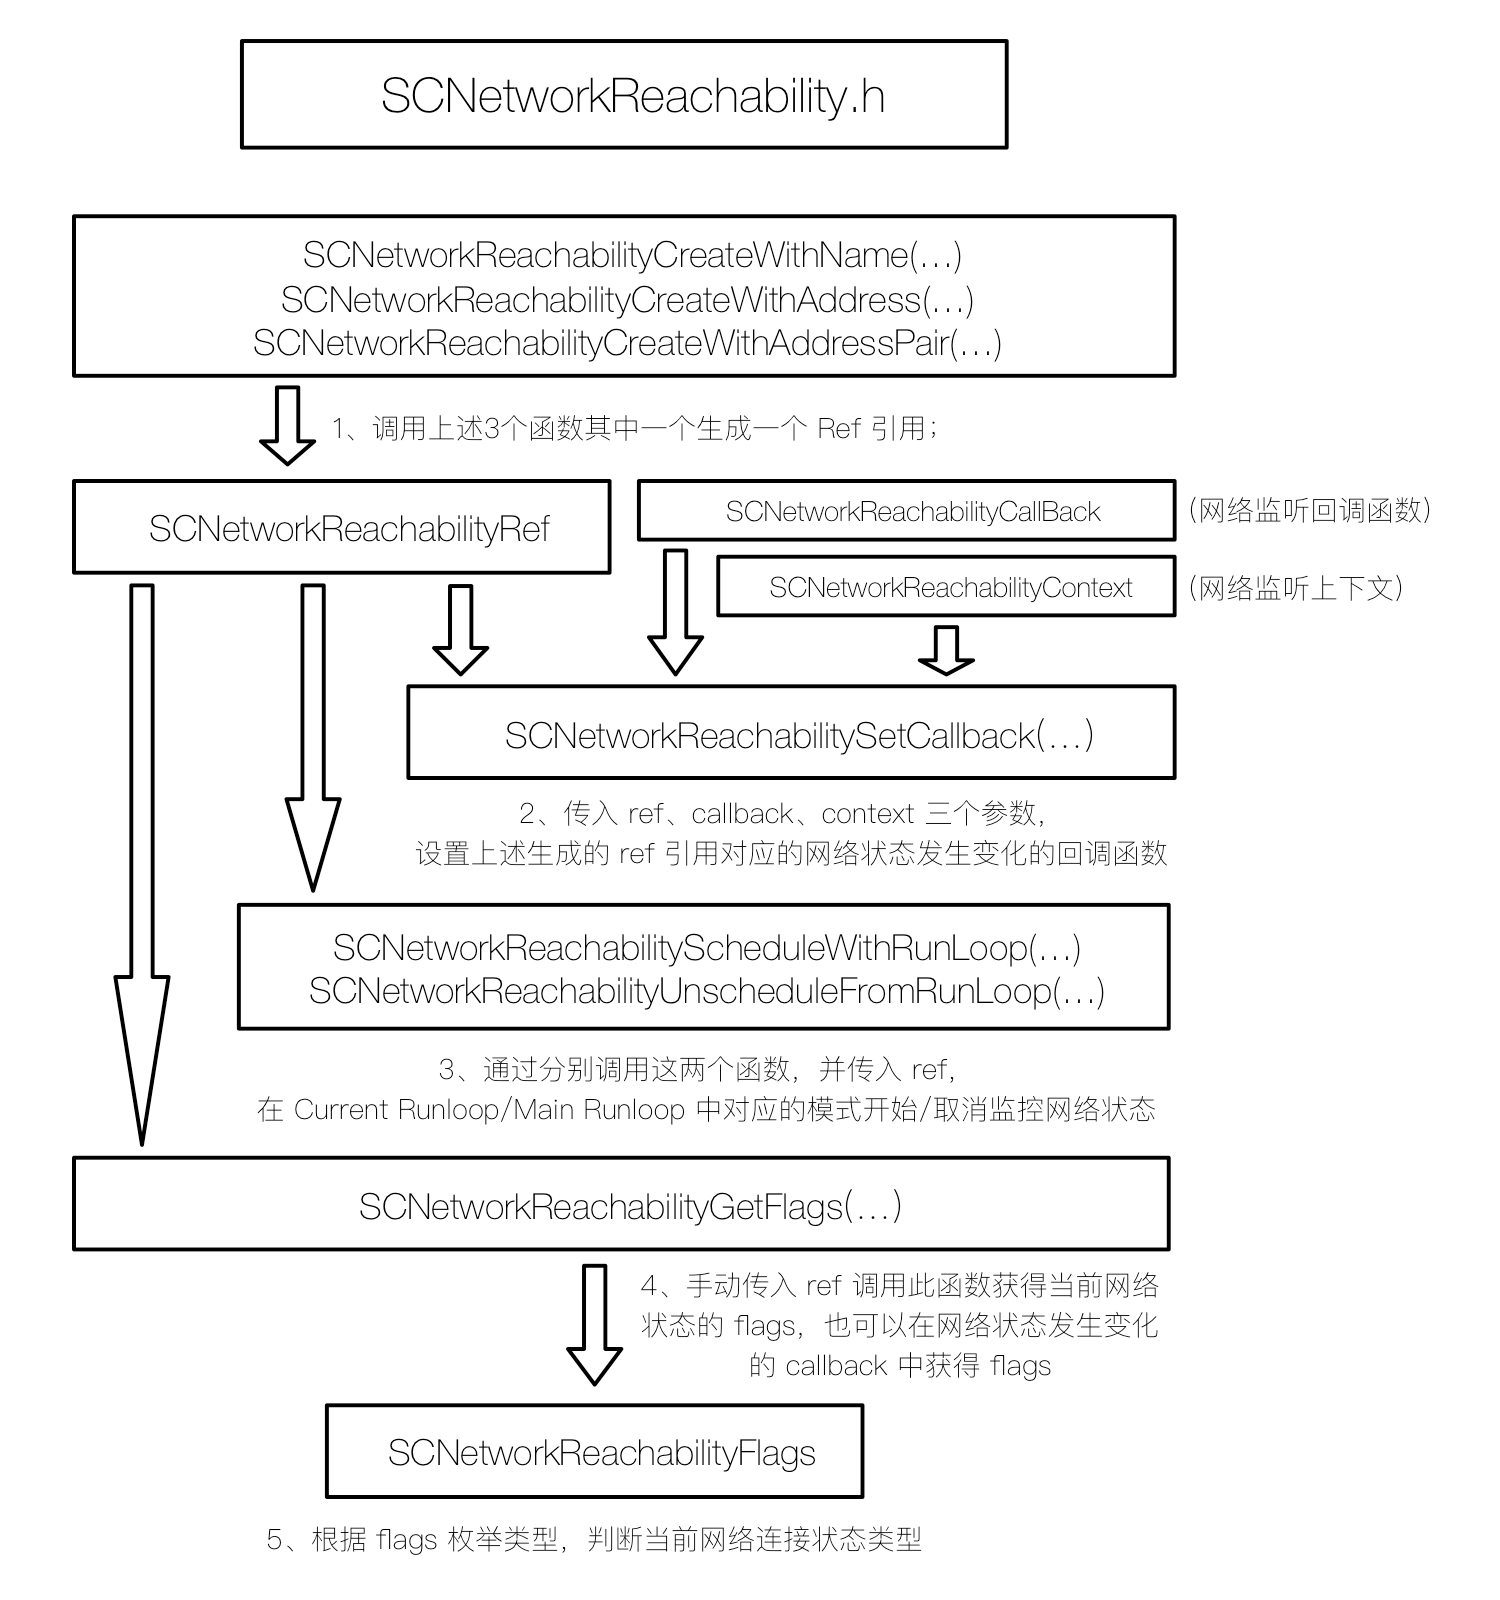 SCNetworkReachability.h
SCNetworkReachabilityCreateWithName(...)
SCNetworkReachabilityCreateWithAddress(...)
SCNetworkReachabilityCreateWithAddressPair(...)
1、调用上述3个函数其中一个生成一个 Ref 引用；
SCNetworkReachabilityRef
SCNetworkReachabilityCallBack
(网络监听回调函数)
SCNetworkReachabilityContext
(网络监听上下文)
SCNetworkReachabilitySetCallback(...)
2、传入 ref、callback、context 三个参数，
设置上述生成的 ref 引用对应的网络状态发生变化的回调函数
SCNetworkReachabilityScheduleWithRunLoop(...)
SCNetworkReachabilityUnscheduleFromRunLoop(...)
3、通过分别调用这两个函数，并传入 ref，
在 Current Runloop/Main Runloop 中对应的模式开始/取消监控网络状态
SCNetworkReachabilityGetFlags(...)
4、手动传入 ref 调用此函数获得当前网络
状态的 flags，也可以在网络状态发生变化
的 callback 中获得 flags
SCNetworkReachabilityFlags
5、根据 flags 枚举类型，判断当前网络连接状态类型